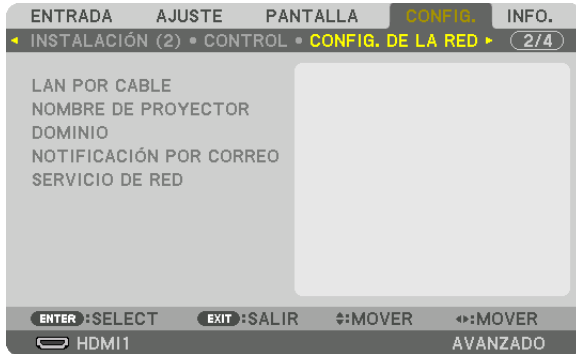 ENTRADA AJUSTE PANTALLA CONFIG. INFO.
INSTALACIÓN (2) • CONTROL • CONFIG. DE LA RED 2/4
LAN POR CABLE
NOMBRE DE PROYECTOR
DOMINIO
NOTIFICACIÓN POR CORREO
SERVICIO DE RED
ENTER :SELECT EXIT :SALIR :MOVER :MOVER
HDMI1 AVANZADO